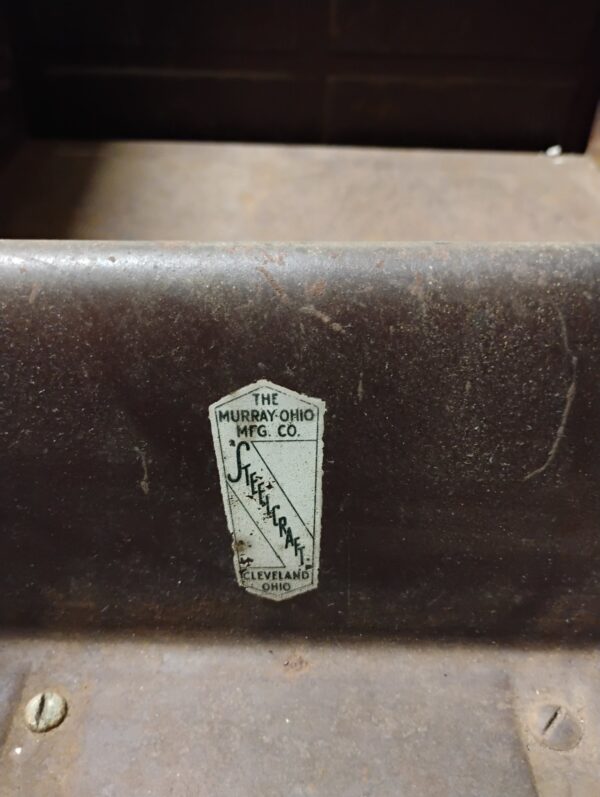 THE
MURRAY-OHIO
MFG. CO.
"STEELCRAFT"
CLEVELAND
OHIO